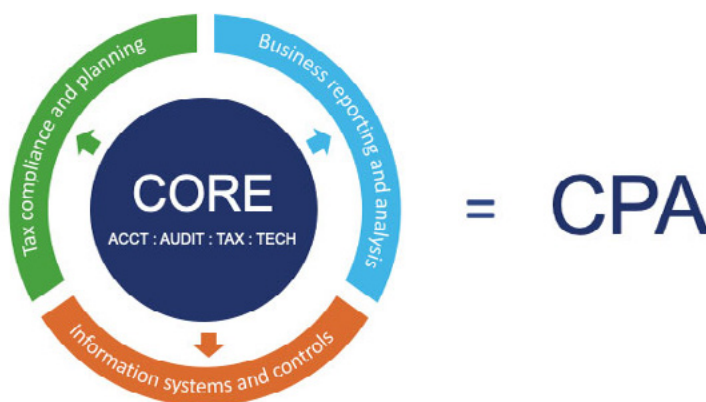 Tax compliance and planning
Business reporting and analysis
CORE
ACCT : AUDIT : TAX : TECH
= CPA
Information systems and controls